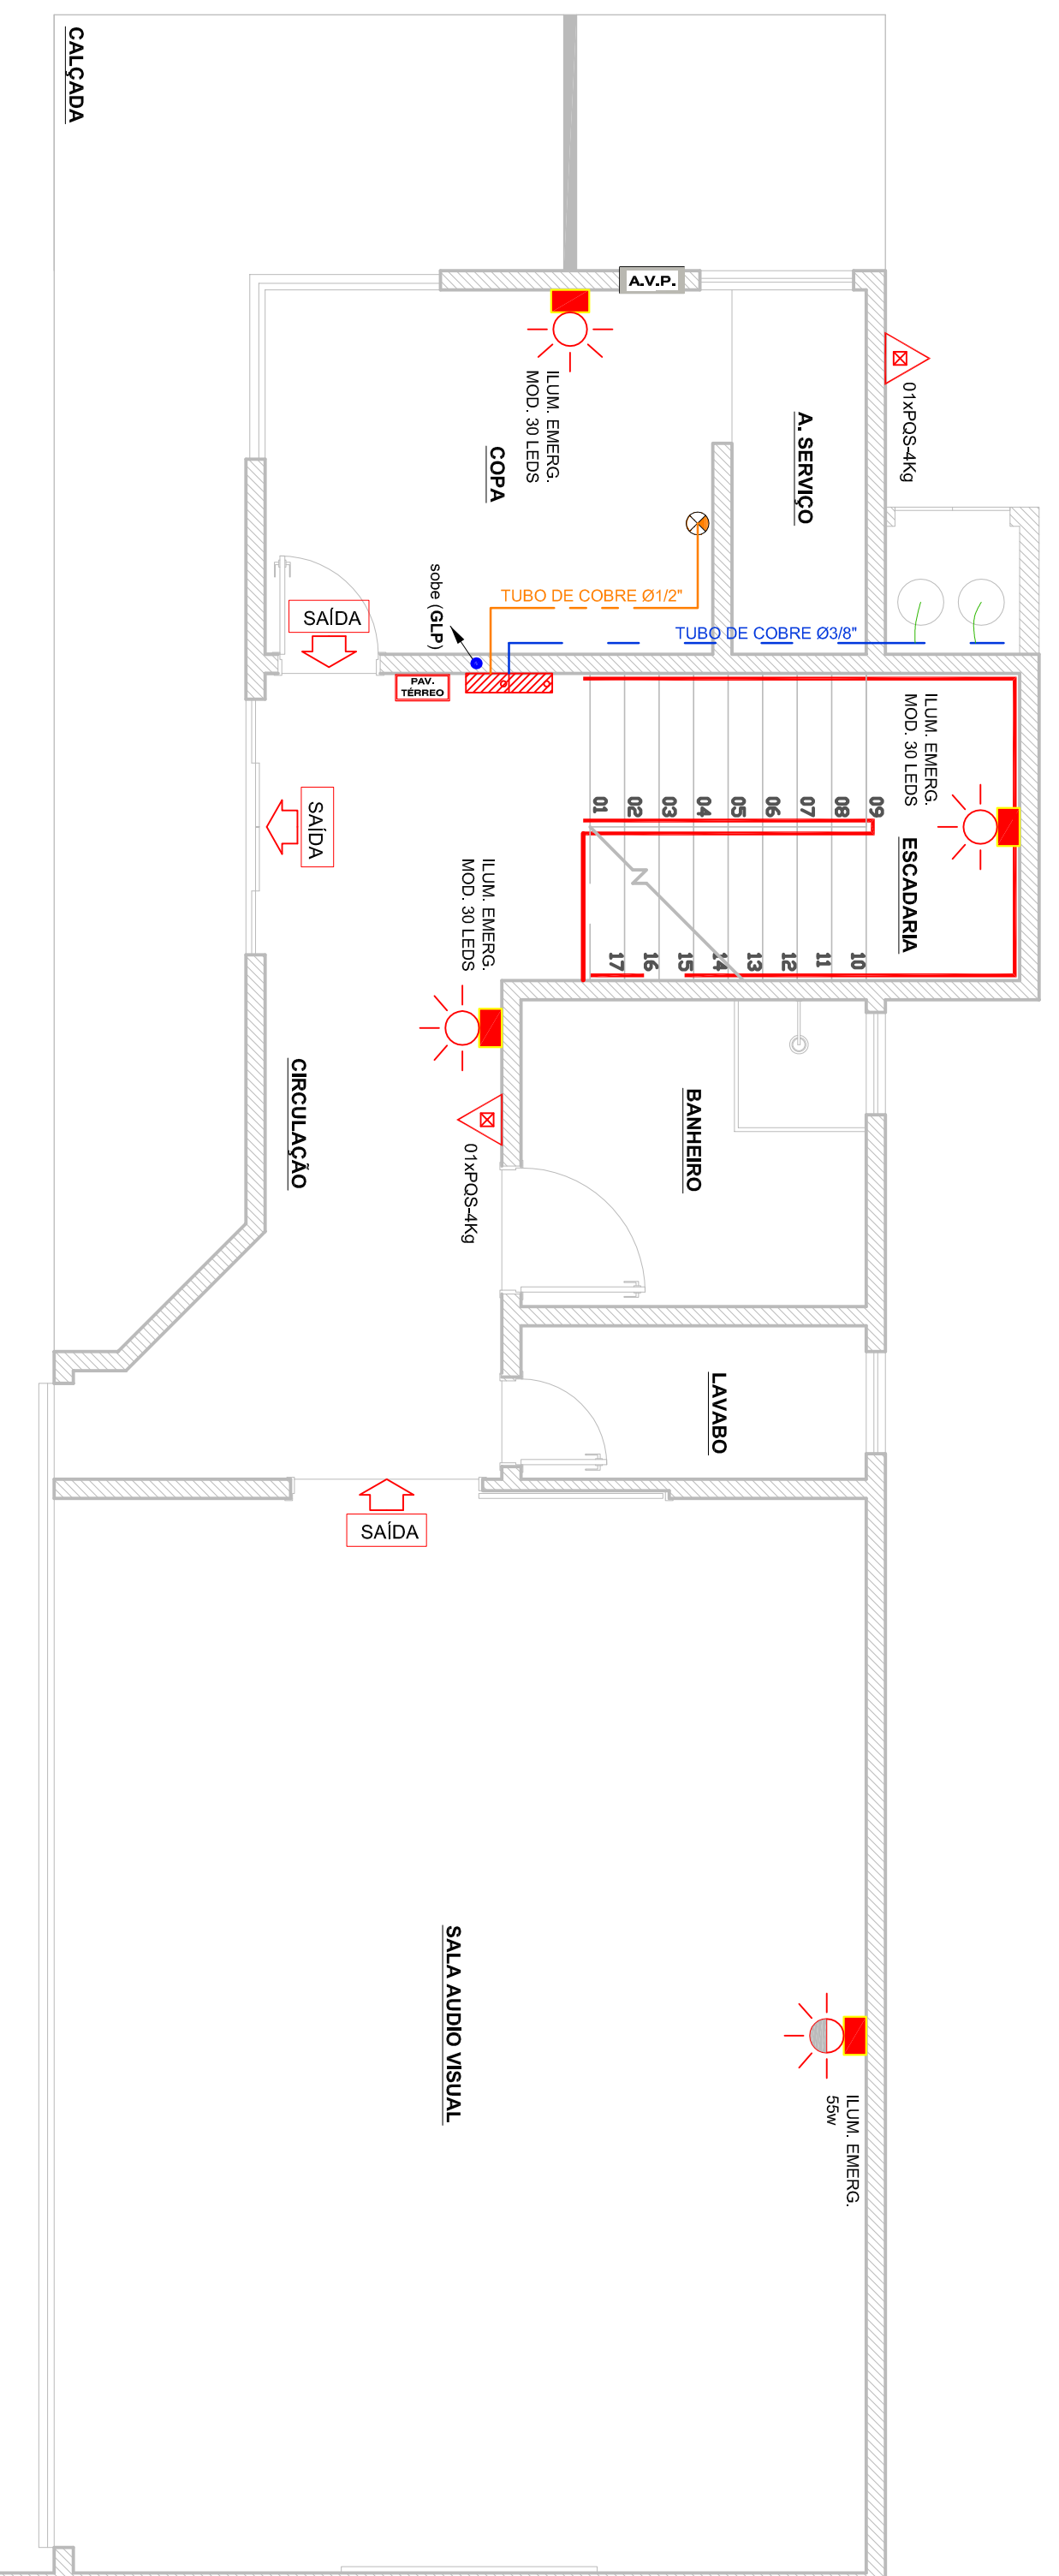 CALÇADA
A.V.P.
ILUM. EMERG.
MOD. 30 LEDS
COPA
A. SERVIÇO
01xPQS-4Kg
sobe (GLP)
TUBO DE COBRE Ø1/2"
TUBO DE COBRE Ø3/8"
SAÍDA
PAV.
TÉRREO
SAÍDA
ILUM. EMERG.
MOD. 30 LEDS
ESCADARIA
01
02
03
04
05
06
07
08
09
17
16
15
14
13
12
11
10
ILUM. EMERG.
MOD. 30 LEDS
CIRCULAÇÃO
01xPQS-4Kg
BANHEIRO
LAVABO
SAÍDA
SALA AUDIO VISUAL
ILUM. EMERG.
55w